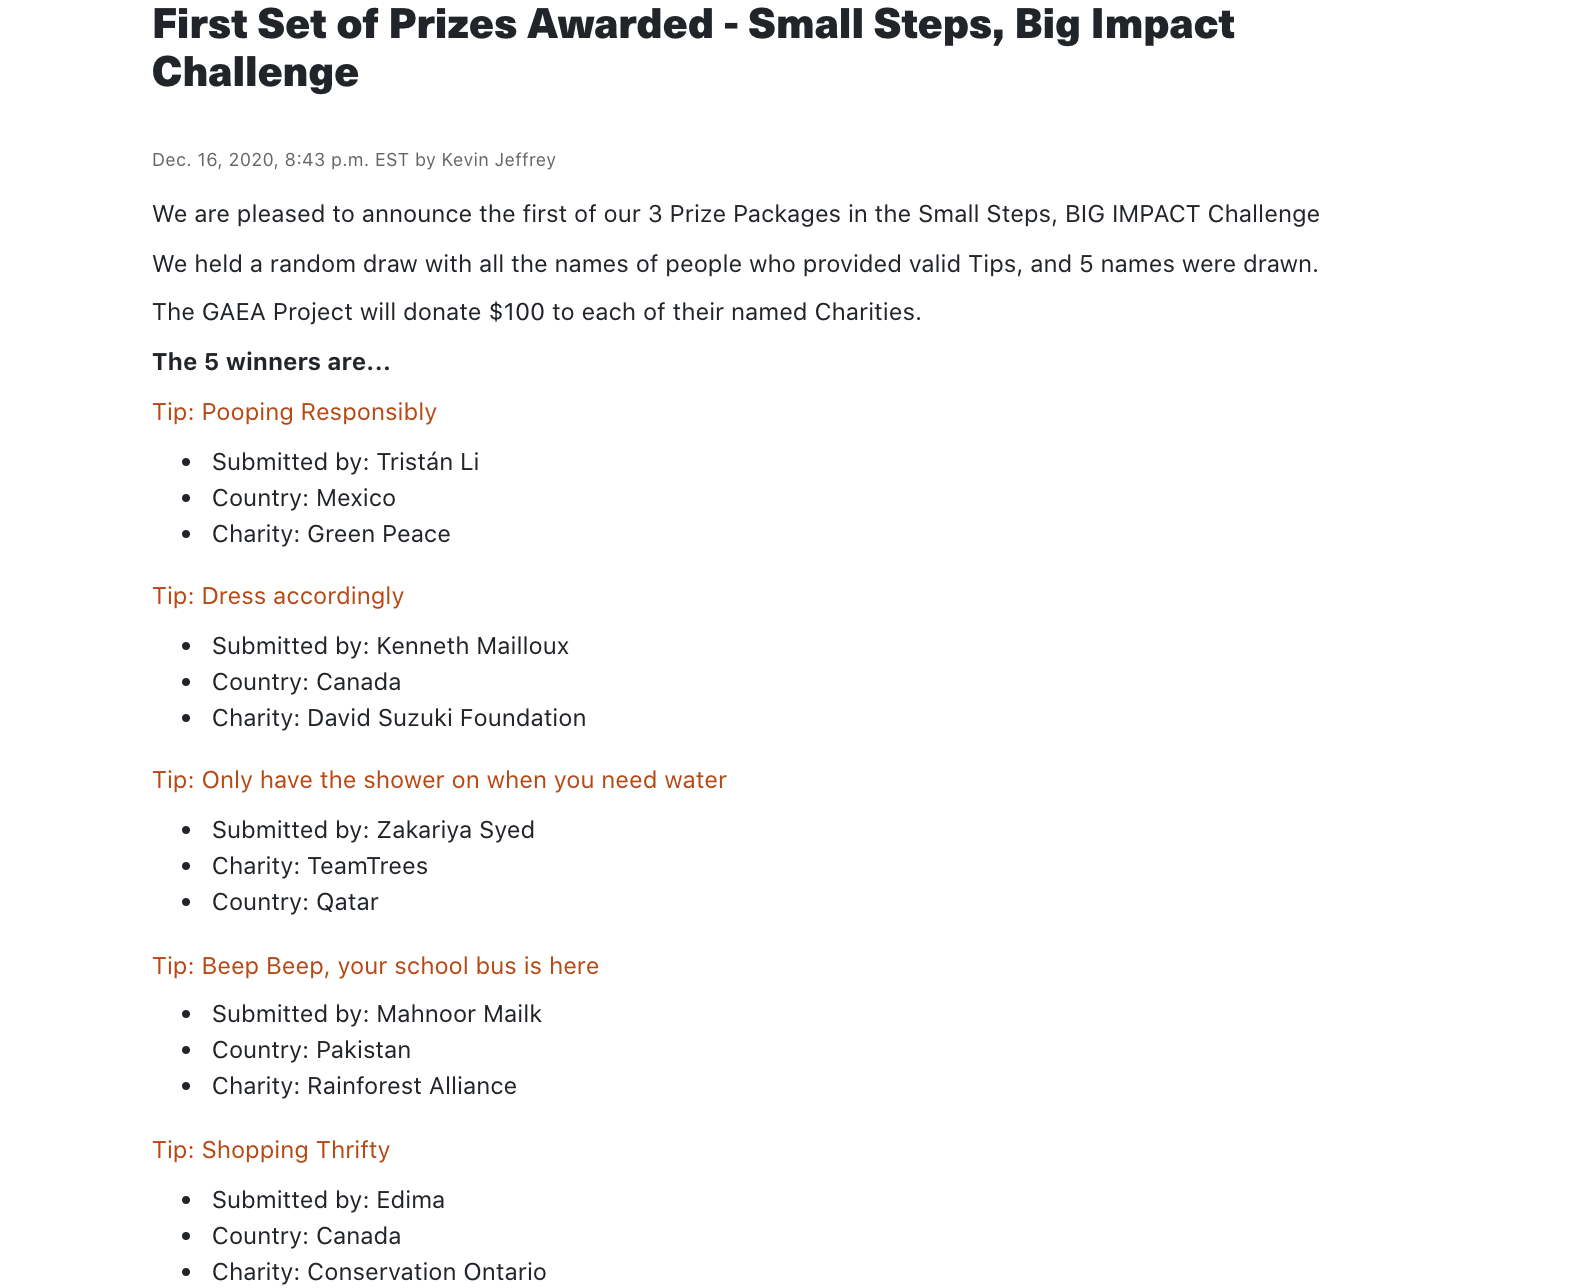 First Set of Prizes Awarded - Small Steps, Big Impact
Challenge
Dec. 16, 2020, 8:43 p.m. EST by Kevin Jeffrey
We are pleased to announce the first of our 3 Prize Packages in the Small Steps, BIG IMPACT Challenge
We held a random draw with all the names of people who provided valid Tips, and 5 names were drawn.
The GAEA Project will donate $100 to each of their named Charities.
The 5 winners are...
Tip: Pooping Responsibly
• Submitted by: Tristán Li
• Country: Mexico
• Charity: Green Peace
Tip: Dress accordingly
• Submitted by: Kenneth Mailloux
• Country: Canada
• Charity: David Suzuki Foundation
Tip: Only have the shower on when you need water
• Submitted by: Zakariya Syed
• Charity: TeamTrees
• Country: Qatar
Tip: Beep Beep, your school bus is here
• Submitted by: Mahnoor Mailk
• Country: Pakistan
• Charity: Rainforest Alliance
Tip: Shopping Thrifty
• Submitted by: Edima
• Country: Canada
• Charity: Conservation Ontario